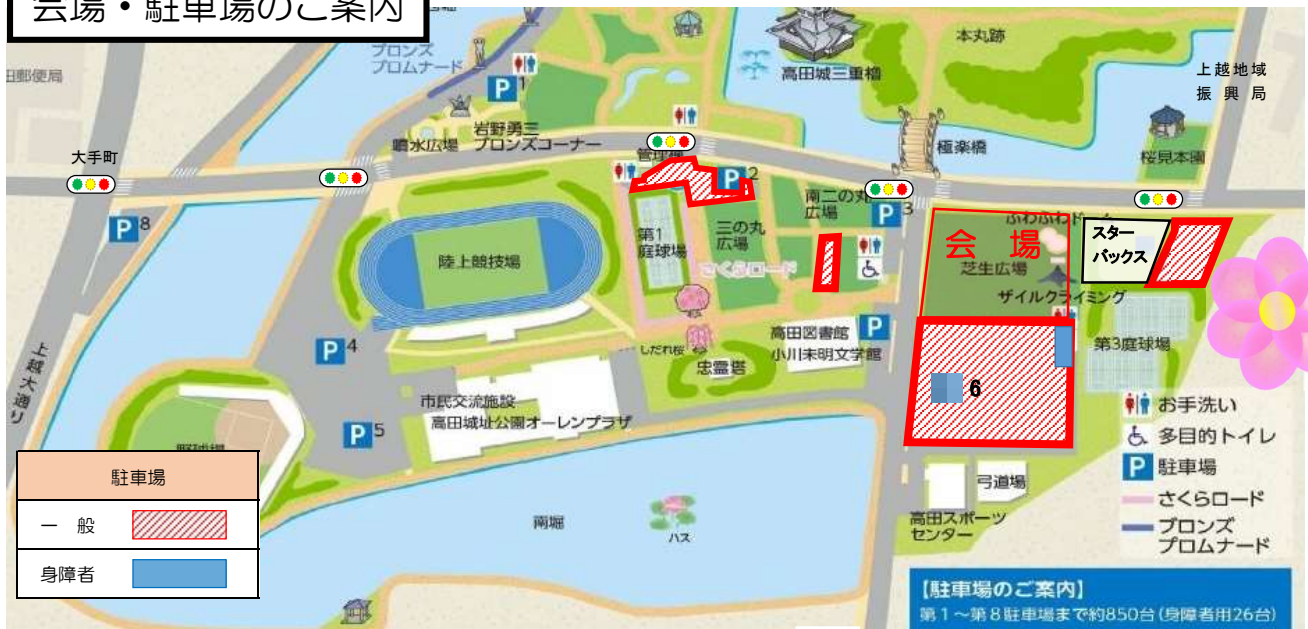 会場・駐車場のご案内
ブロンズ
プロムナード
田郵便局
P1
岩野勇三
ブロンズコーナー
噴水広場
高田城三重櫓
本丸跡
上越地域
振興局
極楽橋
桜見本園
大手町
P8
管理棟
P2
南二の丸
広場
P3
第1
庭球場
三の丸
広場
さくらロード
陸上競技場
会場
ふわふわドーム
芝生広場
スター
バックス
ザイルクライミング
第3庭球場
高田図書館
小川未明文学館
P
しだれ桜
忠霊塔
P4
上越大通り
市民交流施設
高田城址公園オーレンプラザ
P5
野球場
6
お手洗い
多目的トイレ
P 駐車場
さくらロード
ブロンズ
プロムナード
弓道場
高田スポーツ
センター
南堀
ハス
駐車場
一般
身障者
【駐車場のご案内】
第1～第8駐車場まで約850台(身障者用26台)